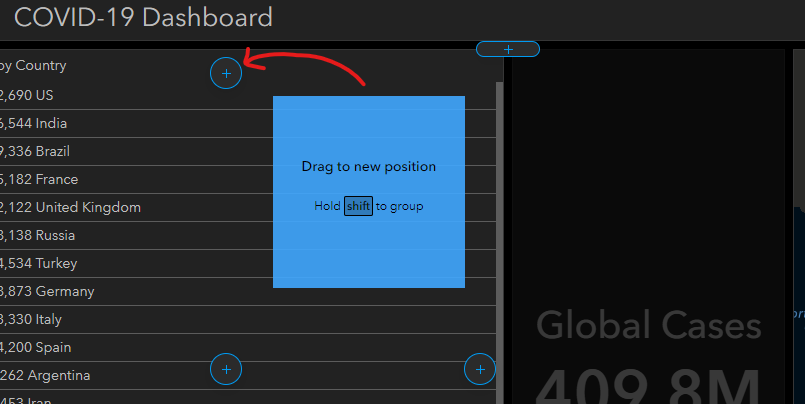 COVID-19 Dashboard
by Country
2,690 US
6,544 India
9,336 Brazil
5,182 France
2,122 United Kingdom
3,138 Russia
4,534 Turkey
3,873 Germany
3,330 Italy
4,200 Spain
262 Argentina
453 Iran
Drag to new position
Hold shift to group
Global Cases
409.8M